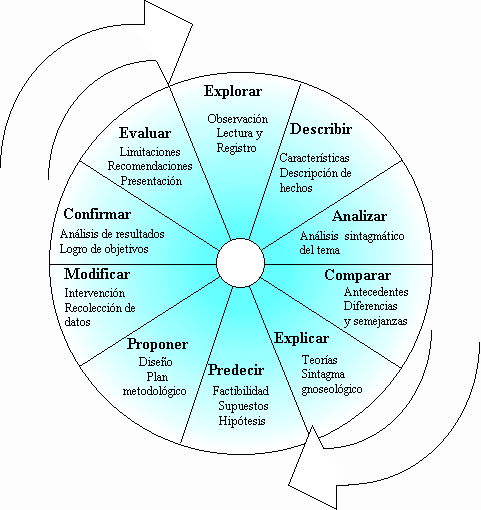 Explorar
Observación
Lectura y
Registro
Describir
Características
Descripción de
hechos
Analizar
Análisis sintagmático
del tema
Comparar
Antecedentes
Diferencias
y semejanzas
Explicar
Teorías
Sintagma
gnoseológico
Predecir
Factibilidad
Supuestos
Hipótesis
Proponer
Diseño
Plan
metodológico
Modificar
Intervención
Recolección de
datos
Confirmar
Análisis de resultados
Logro de objetivos
Evaluar
Limitaciones
Recomendaciones
Presentación